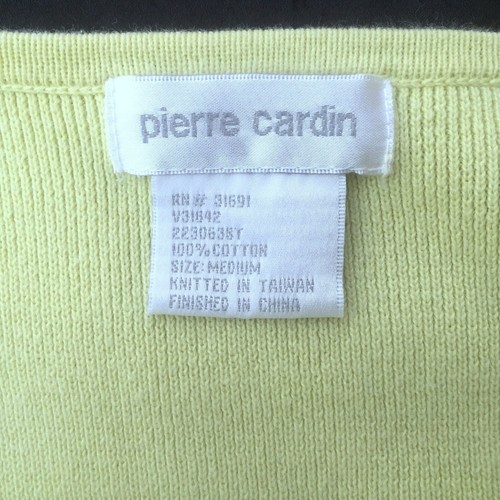 pierre cardin
RN# 31691
V31642
2230638T
100% COTTON
SIZE: MEDIUM
KNITTED IN TAIWAN
FINISHED IN CHINA